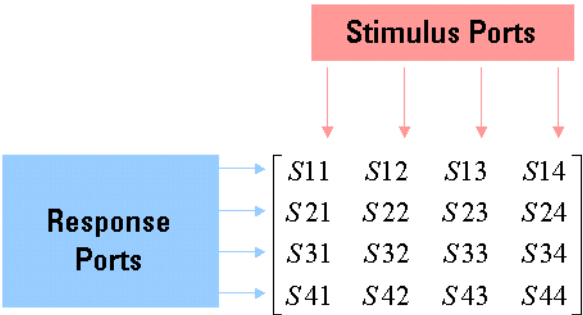 Stimulus Ports
Response
Ports
S11 S12 S13 S14
S21 S22 S23 S24
S31 S32 S33 S34
S41 S42 S43 S44